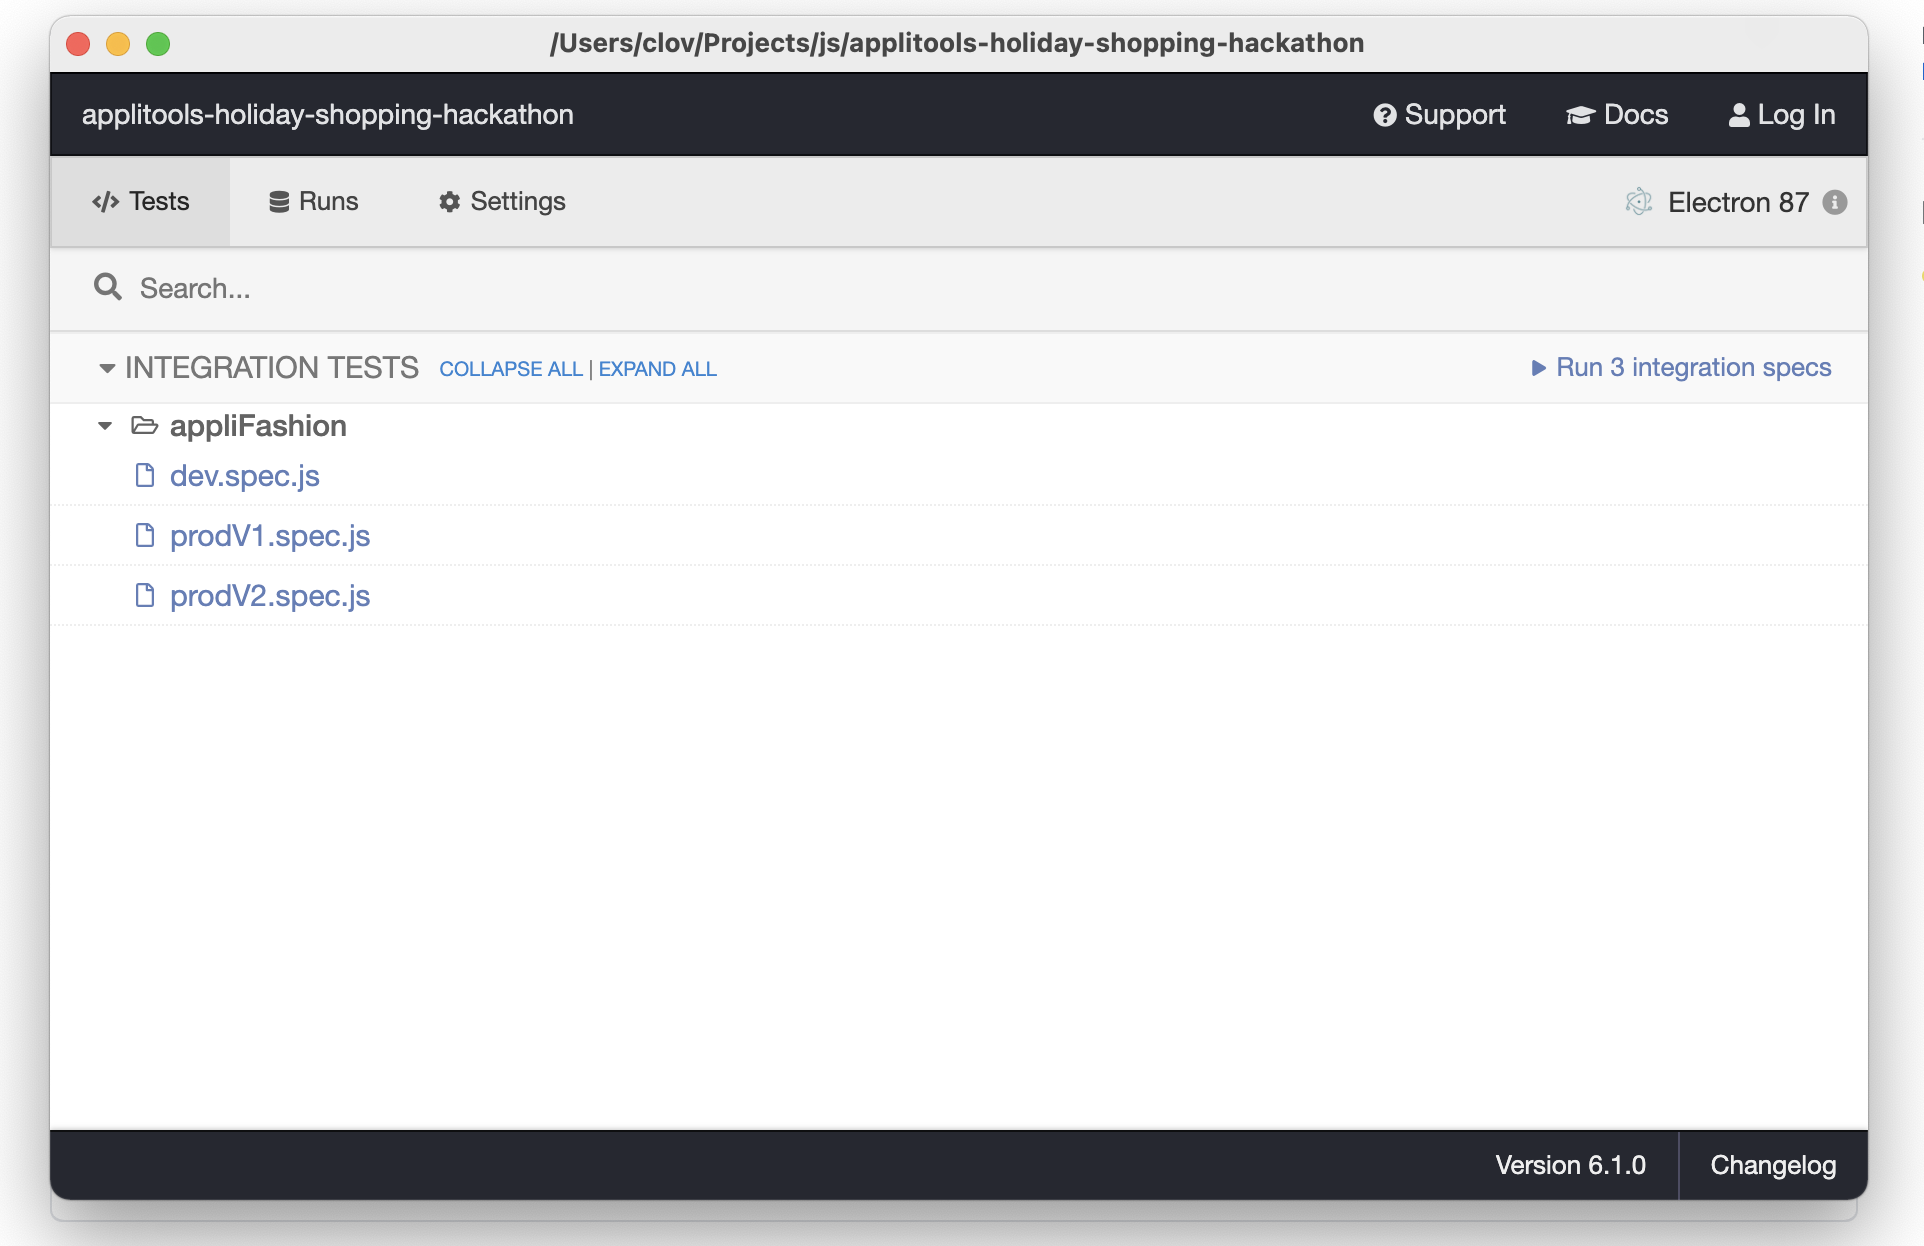 /Users/clov/Projects/js/applitools-holiday-shopping-hackathon
applitools-holiday-shopping-hackathon Support Docs Log In
Tests Runs Settings Electron 87
Search...
INTEGRATION TESTS COLLAPSE ALL | EXPAND ALL Run 3 integration specs
appliFashion
dev.spec.js
prodV1.spec.js
prodV2.spec.js
Version 6.1.0 Changelog